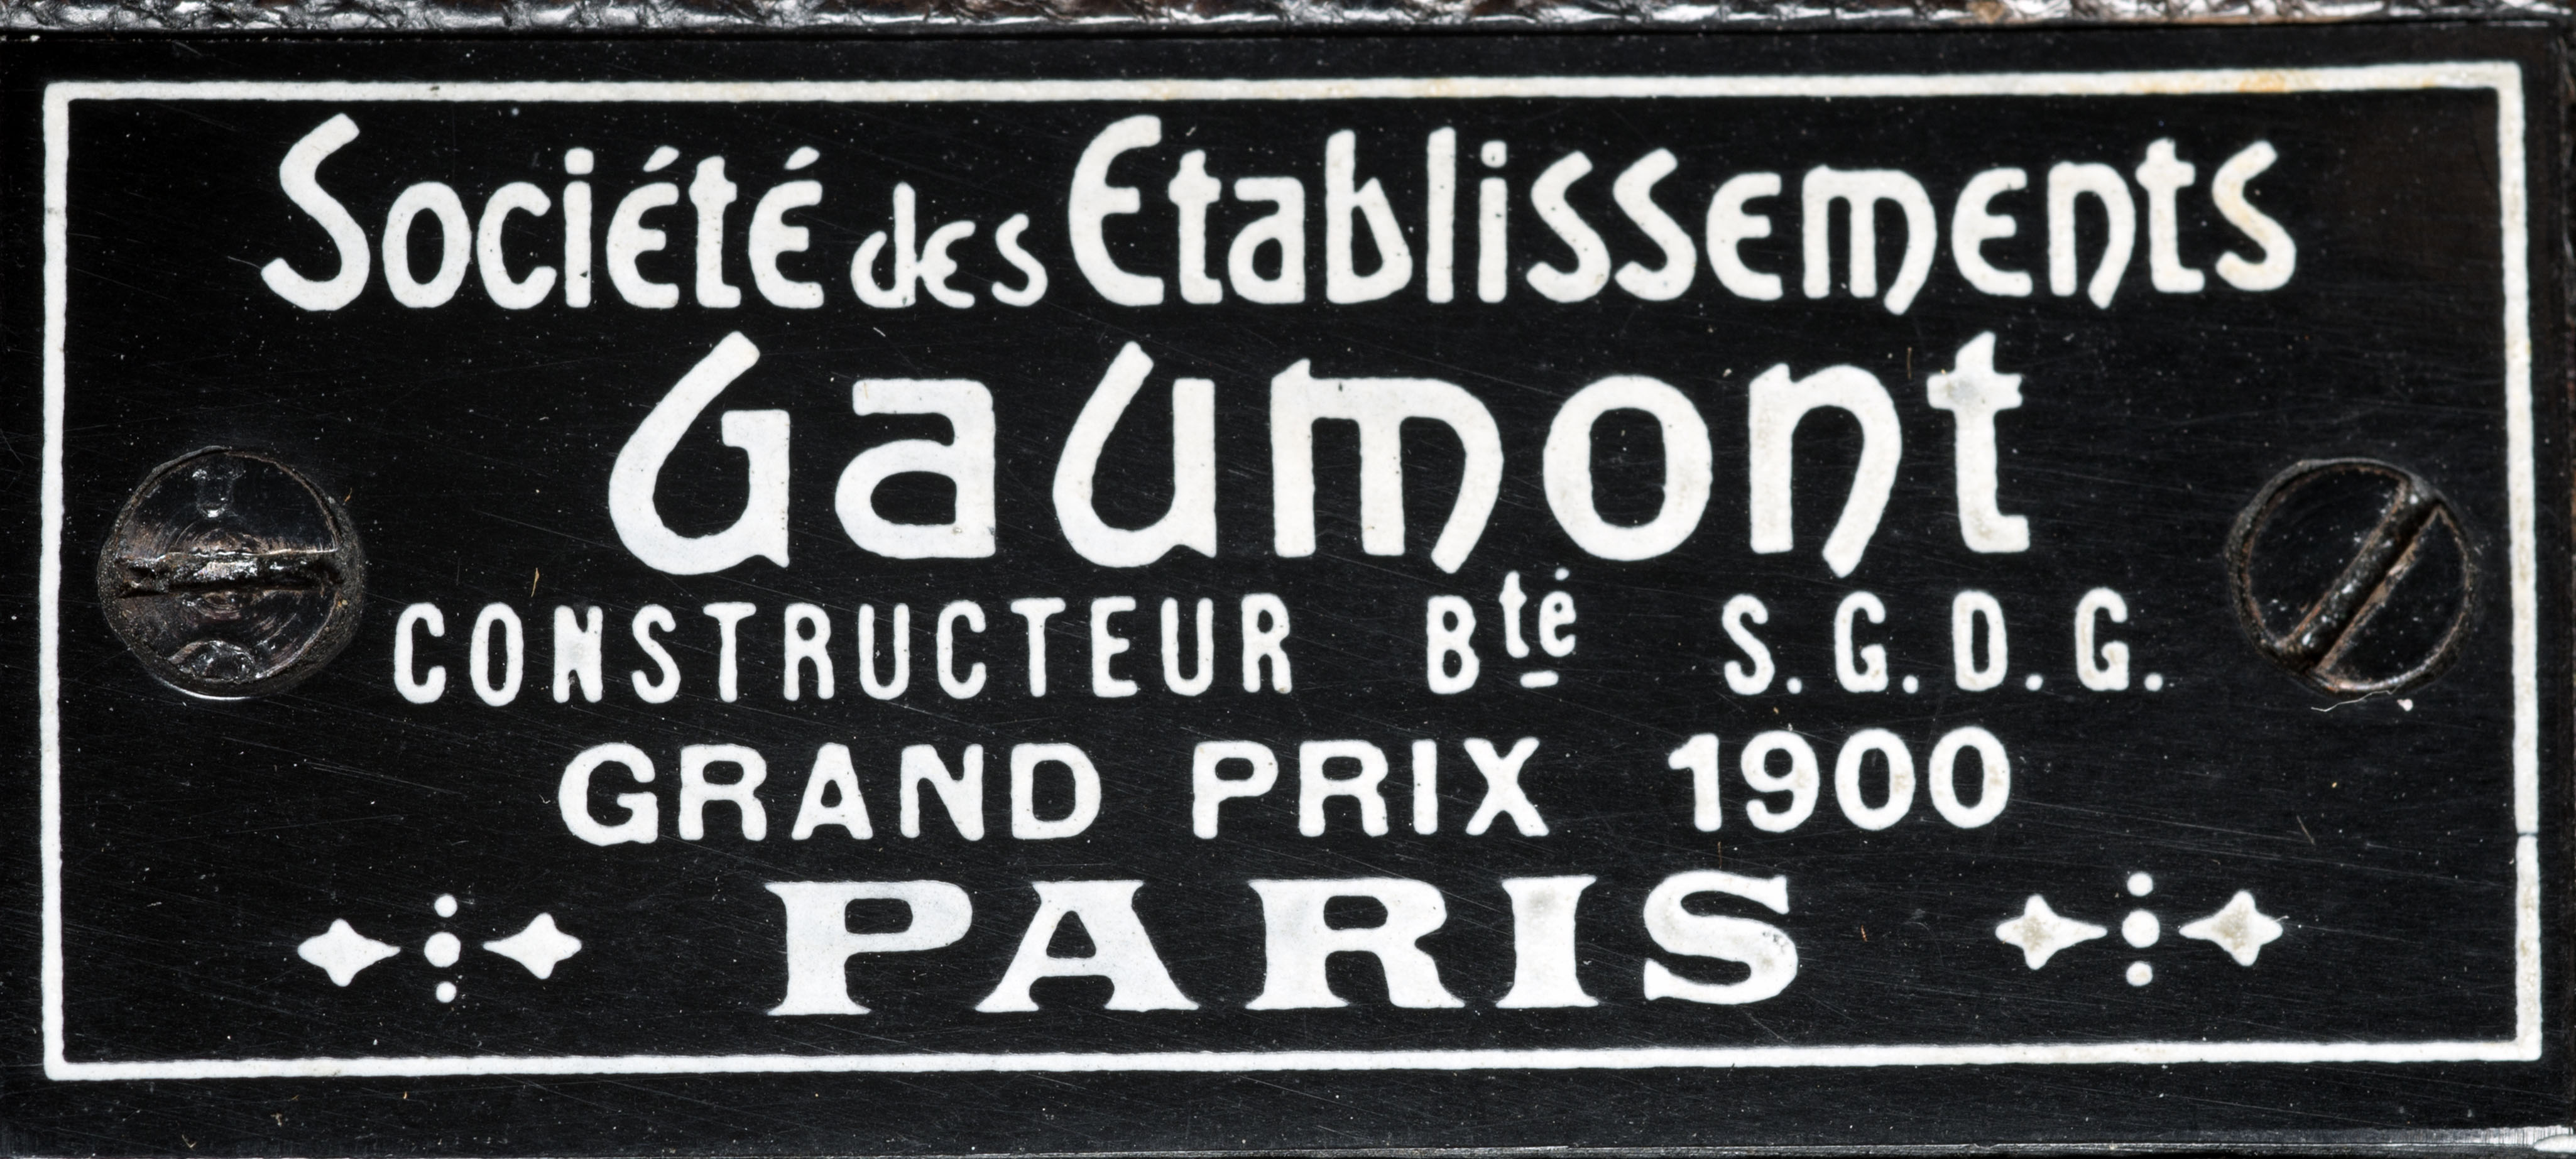 Société des Etablissements
Gaumont
CONSTRUCTEUR Bté S.G.D.G.
GRAND PRIX 1900
PARIS